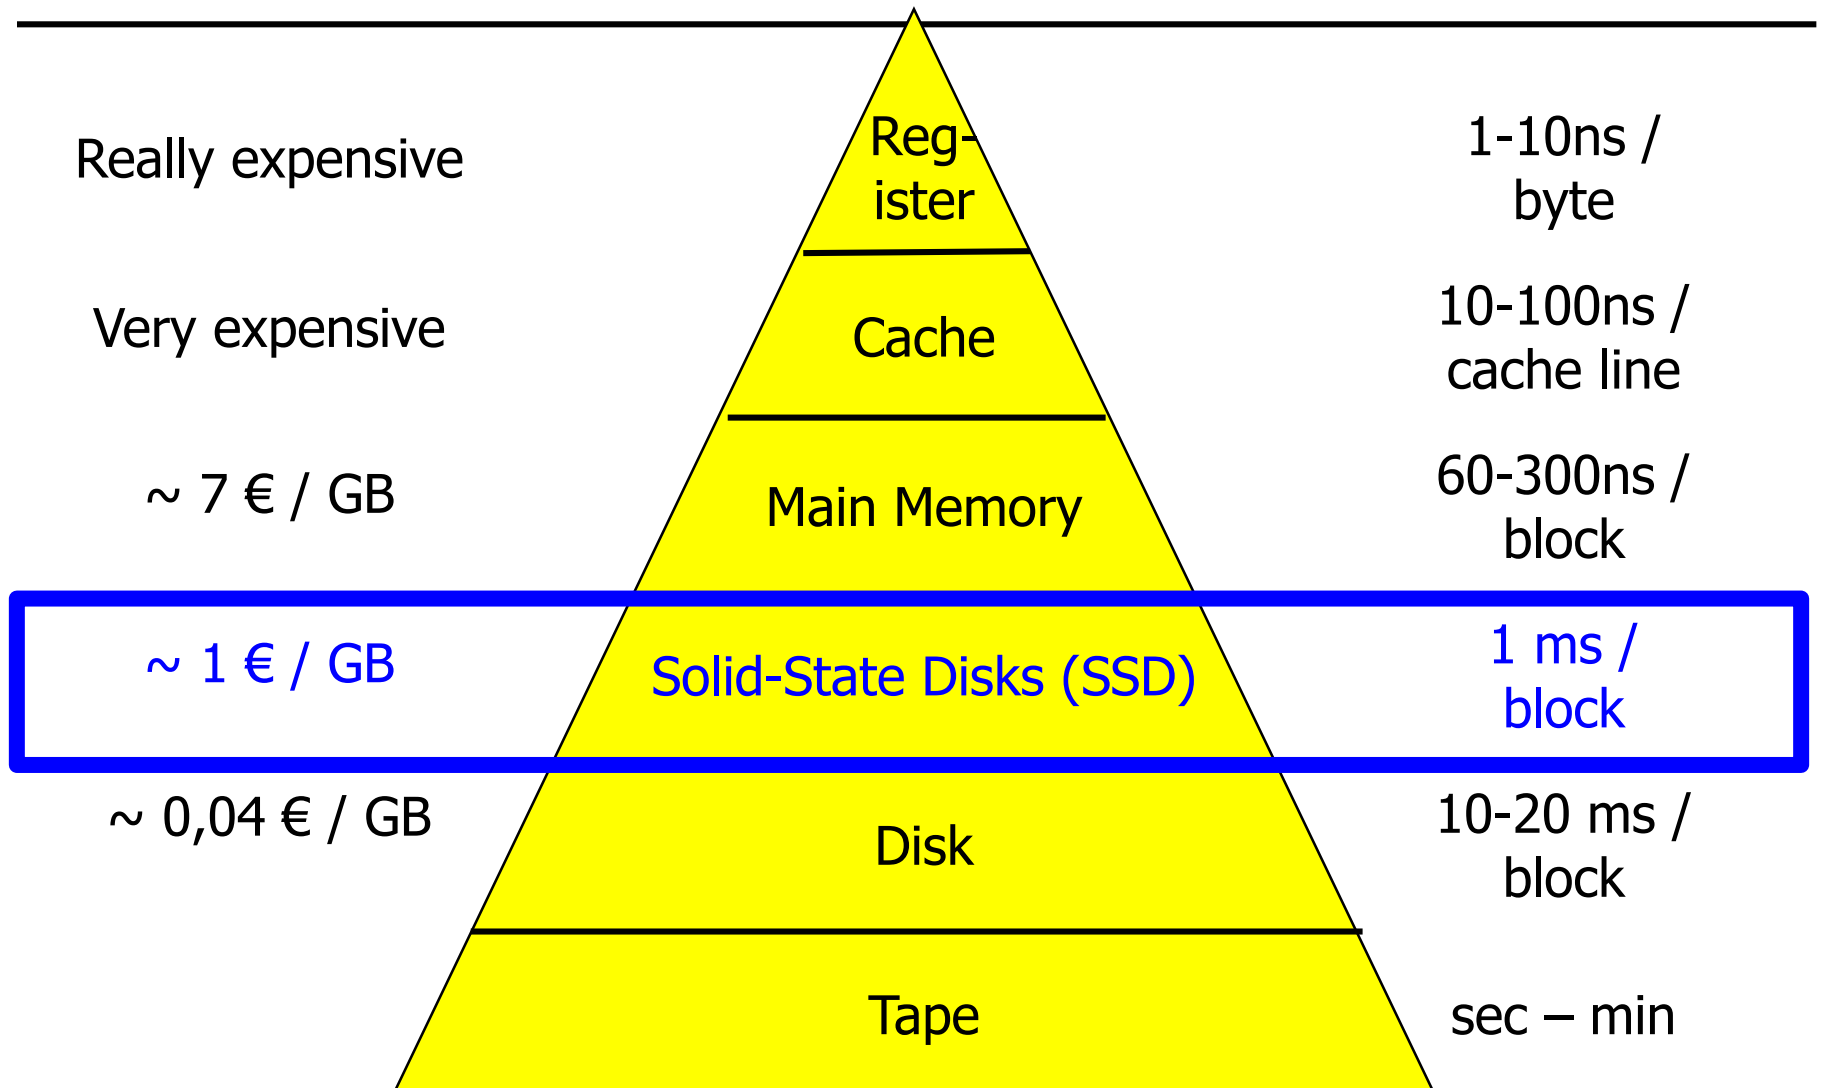 Really expensive
Reg-
ister
1-10ns /
byte
Very expensive
Cache
10-100ns /
cache line
~ 7 € / GB
Main Memory
60-300ns /
block
~ 1 € / GB
Solid-State Disks (SSD)
1 ms /
block
~ 0,04 € / GB
Disk
10-20 ms /
block
Tape
sec – min